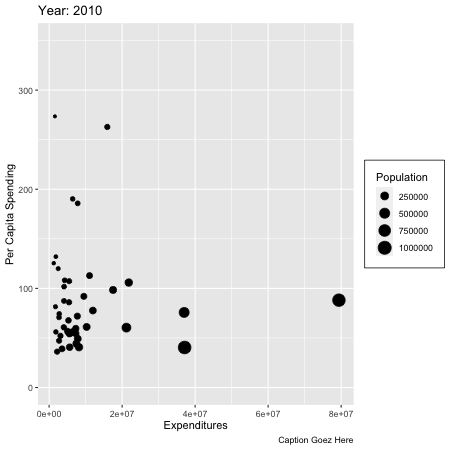 Year: 2010
Per Capita Spending
300
200
100
0
0e+00 2e+07 4e+07 6e+07 8e+07
Expenditures
Population
250000
500000
750000
1000000
Caption Goez Here